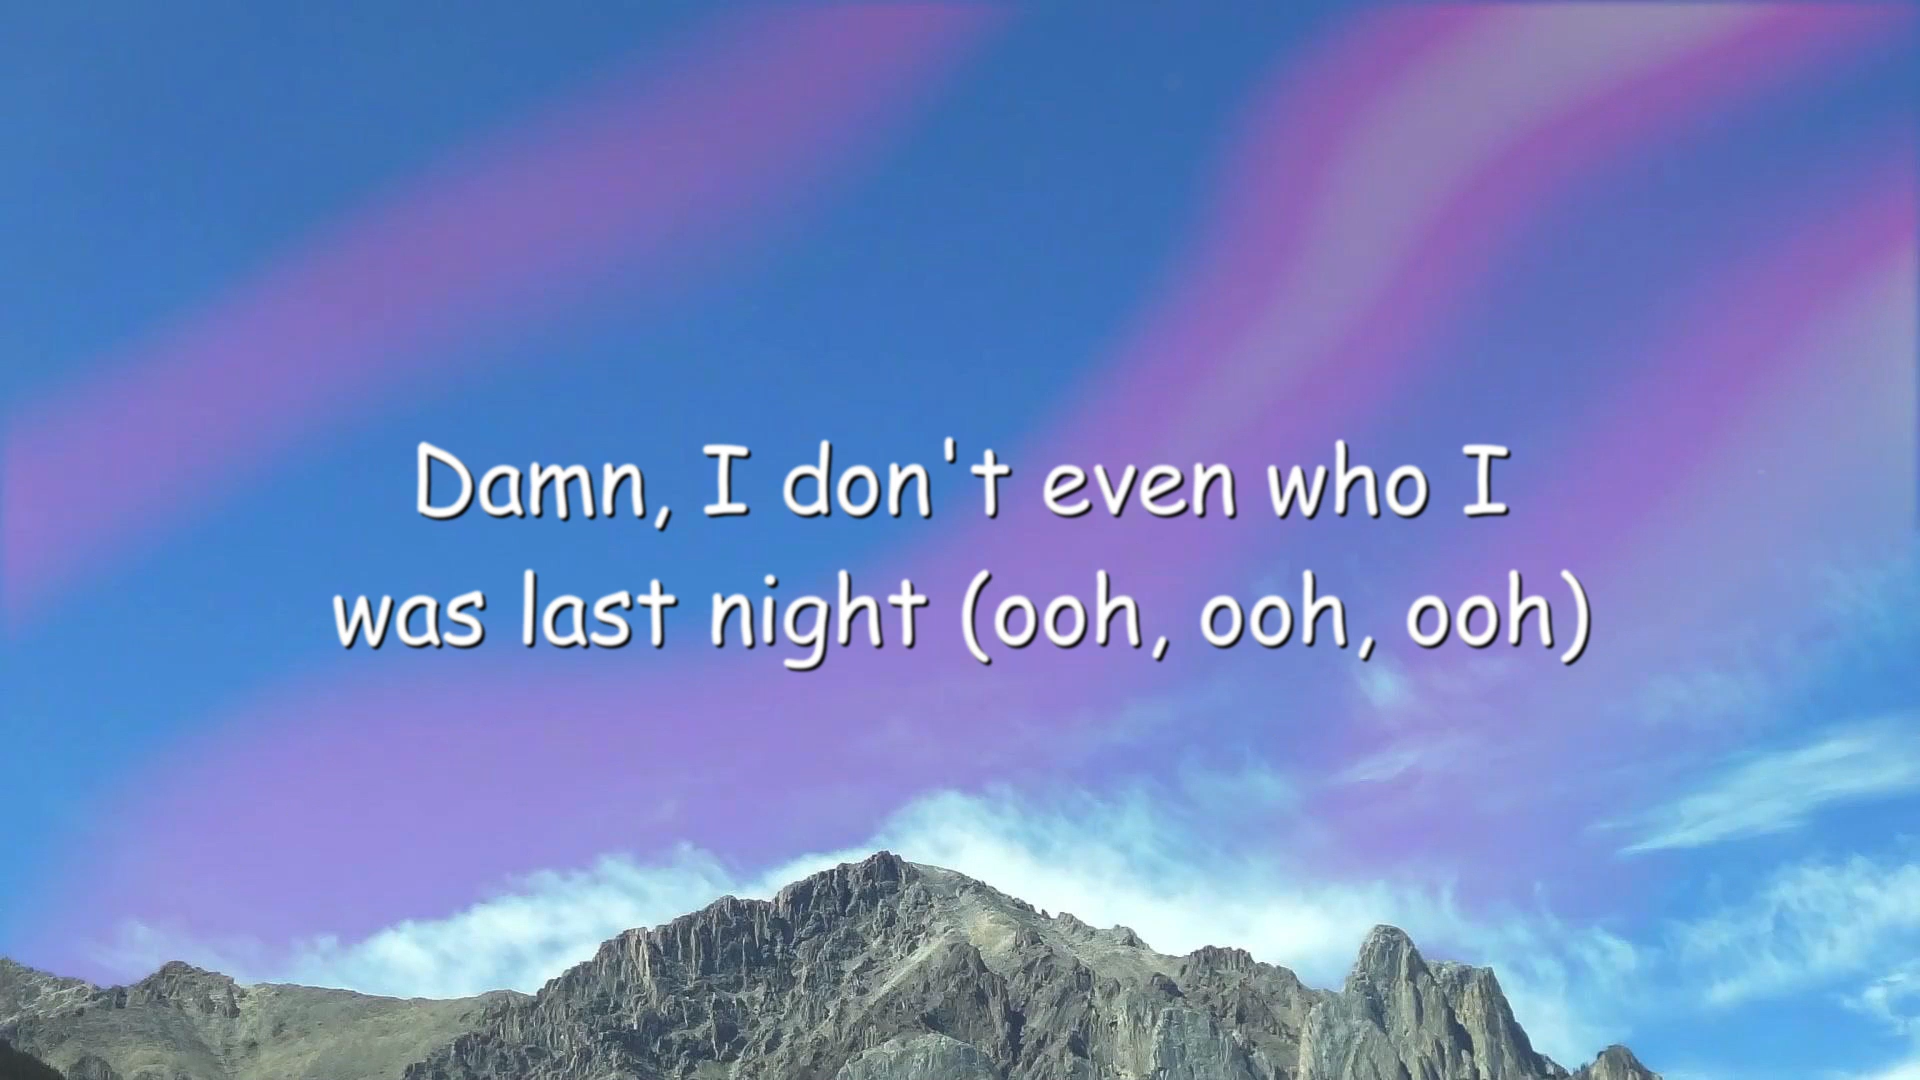 Damn, I don't even who I
was last night (ooh, ooh, ooh)